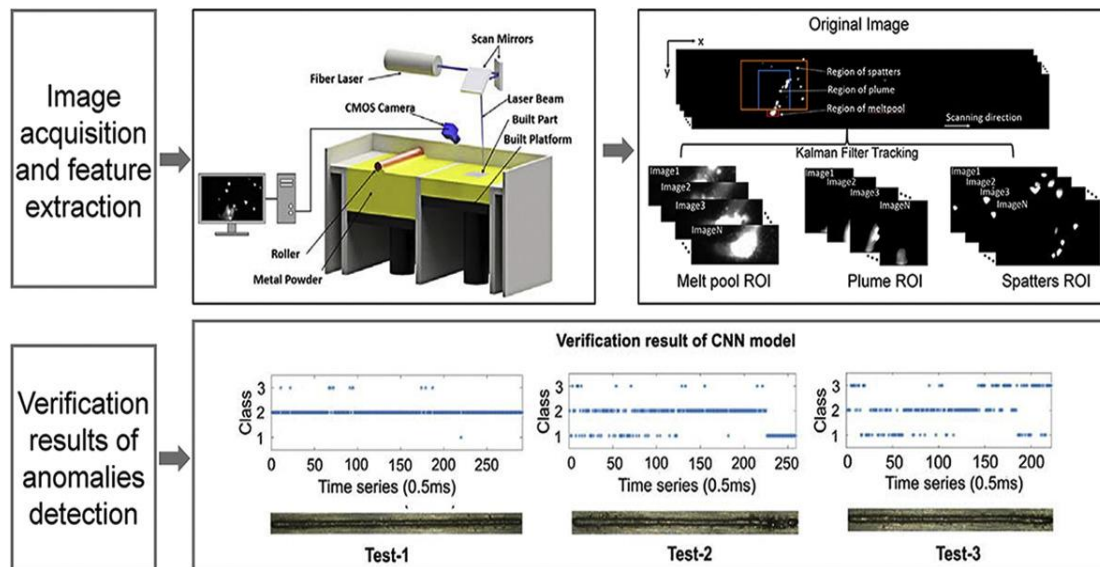 Image
acquisition
and feature
extraction
Scan Mirrors
Fiber Laser
CMOS Camera
Laser Beam
Built Part
Built Platform
Roller
Metal Powder
Original Image
x
y
Region of spatters
Region of plume
Region of meltpool
Scanning direction
Kalman Filter Tracking
Image1
Image2
Image3
ImageN
Image1
Image2
Image3
ImageN
Image1
Image2
Image3
ImageN
Melt pool ROI
Plume ROI
Spatters ROI
Verification
results of
anomalies
detection
Verification result of CNN model
Class
3
2
1
0 50 100 150 200 250
Time series (0.5ms)
Test-1
Class
3
2
1
0 50 100 150 200 250
Time series (0.5ms)
Test-2
Class
3
2
1
0 50 100 150 200
Time series (0.5ms)
Test-3